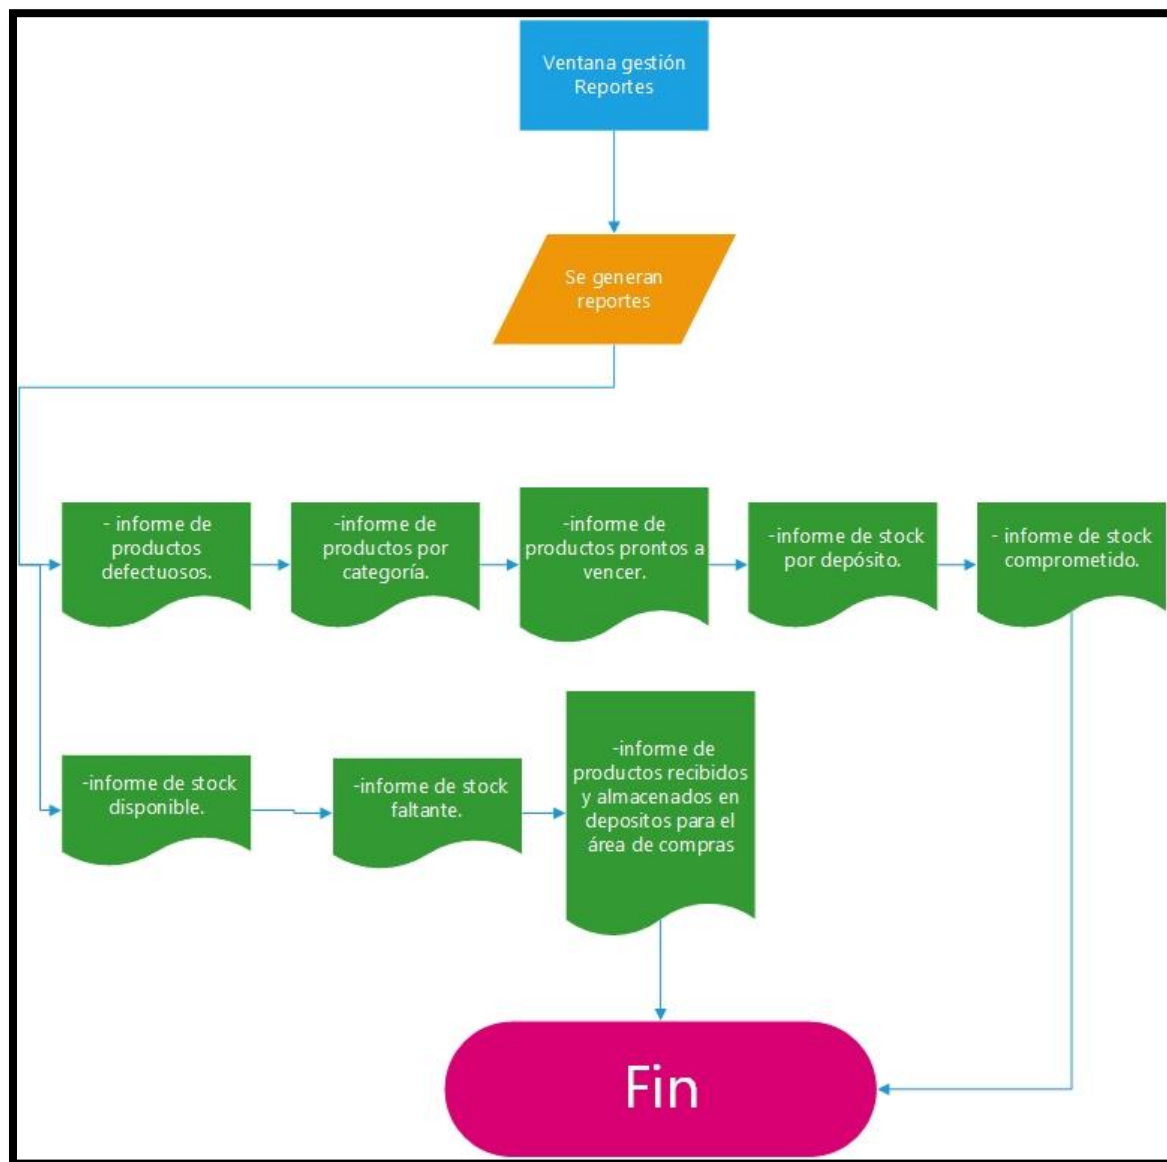 Ventana gestión
Reportes
Se generan
reportes
- informe de
productos
defectuosos.
-informe de
productos por
categoría.
-informe de
productos prontos a
vencer.
-informe de stock
por depósito.
- informe de stock
comprometido.
-informe de stock
disponible.
-informe de stock
faltante.
-informe de
productos recibidos
y almacenados en
depositos para el
área de compras
Fin